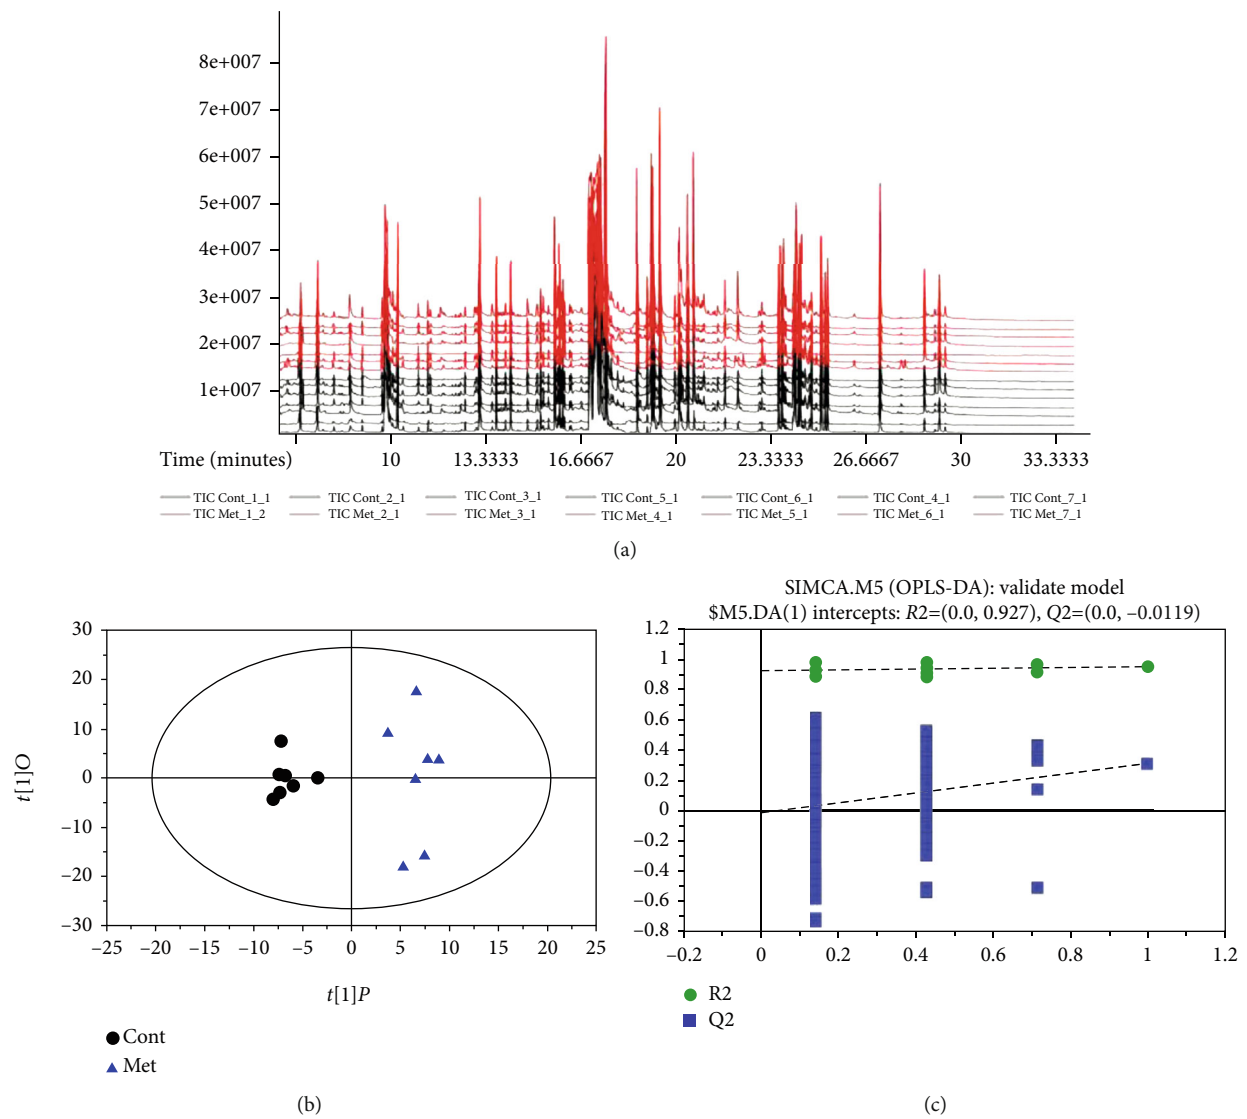 8e+007
7e+007
6e+007
5e+007
4e+007
3e+007
2e+007
1e+007
Time (minutes) 10 13.3333 16.6667 20 23.3333 26.6667 30 33.3333
TIC Cont_1_1 TIC Cont_2_1 TIC Cont_3_1 TIC Cont_5_1 TIC Cont_6_1 TIC Cont_4_1 TIC Cont_7_1
TIC Met_1_2 TIC Met_2_1 TIC Met_3_1 TIC Met_4_1 TIC Met_5_1 TIC Met_6_1 TIC Met_7_1
(a)
30
20
10
0
−10
−20
−30
−25 −20 −15 −10 −5 0 5 10 15 20 25
t[1]O
t[1]P
Cont
Met
(b)
SIMCA.M5 (OPLS-DA): validate model
$M5.DA(1) intercepts: R2=(0.0, 0.927), Q2=(0.0, −0.0119)
1.2
1
0.8
0.6
0.4
0.2
0
−0.2
−0.4
−0.6
−0.8
−0.2 0 0.2 0.4 0.6 0.8 1 1.2
R2
Q2
(c)